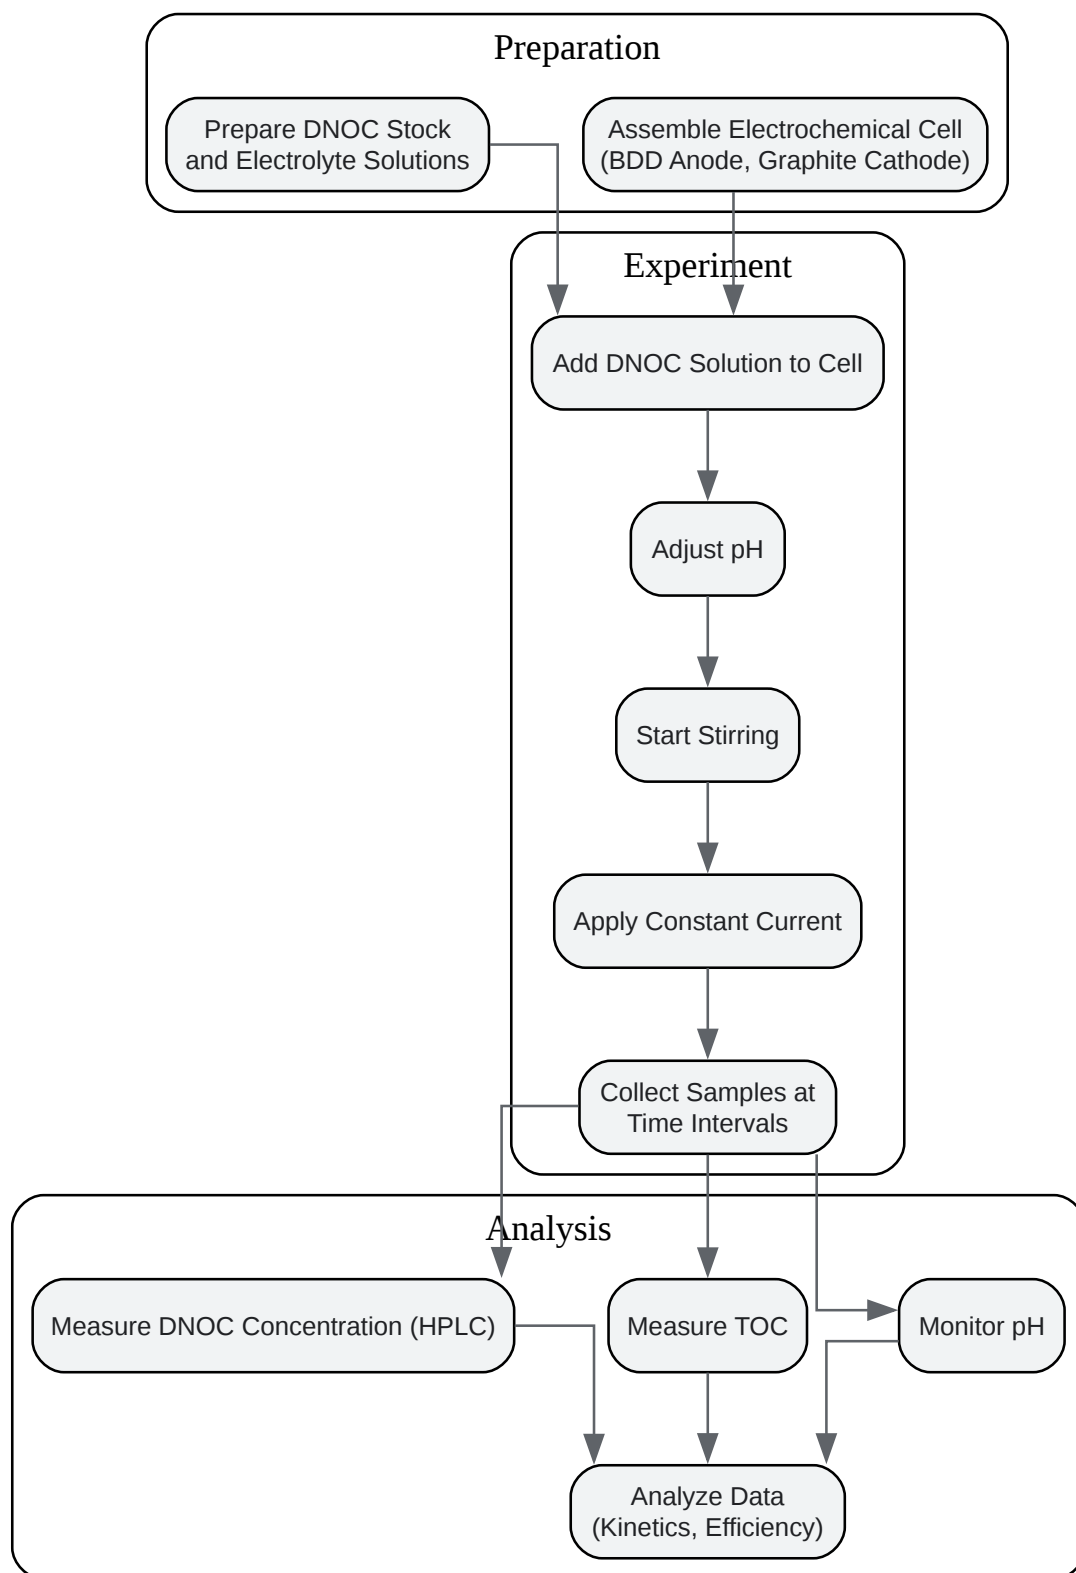 Preparation
Prepare DNOC Stock
and Electrolyte Solutions
Assemble Electrochemical Cell
(BDD Anode, Graphite Cathode)
Experiment
Add DNOC Solution to Cell
Adjust pH
Start Stirring
Apply Constant Current
Collect Samples at
Time Intervals
Analysis
Measure DNOC Concentration (HPLC)
Measure TOC
Monitor pH
Analyze Data
(Kinetics, Efficiency)